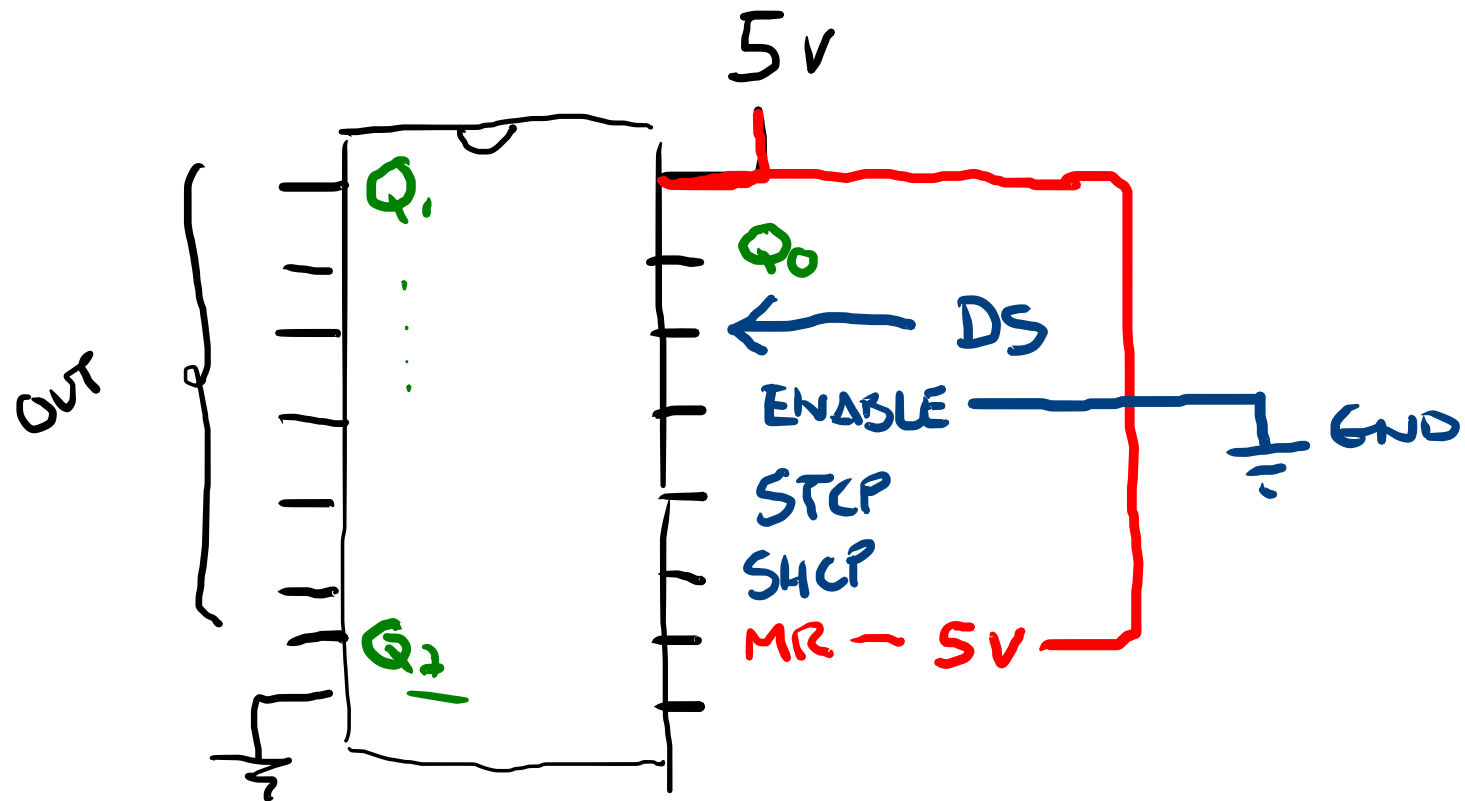 5V
Q1
Q0
DS
OUT
ENABLE
GND
STCP
SHCP
MR - 5V
Q7